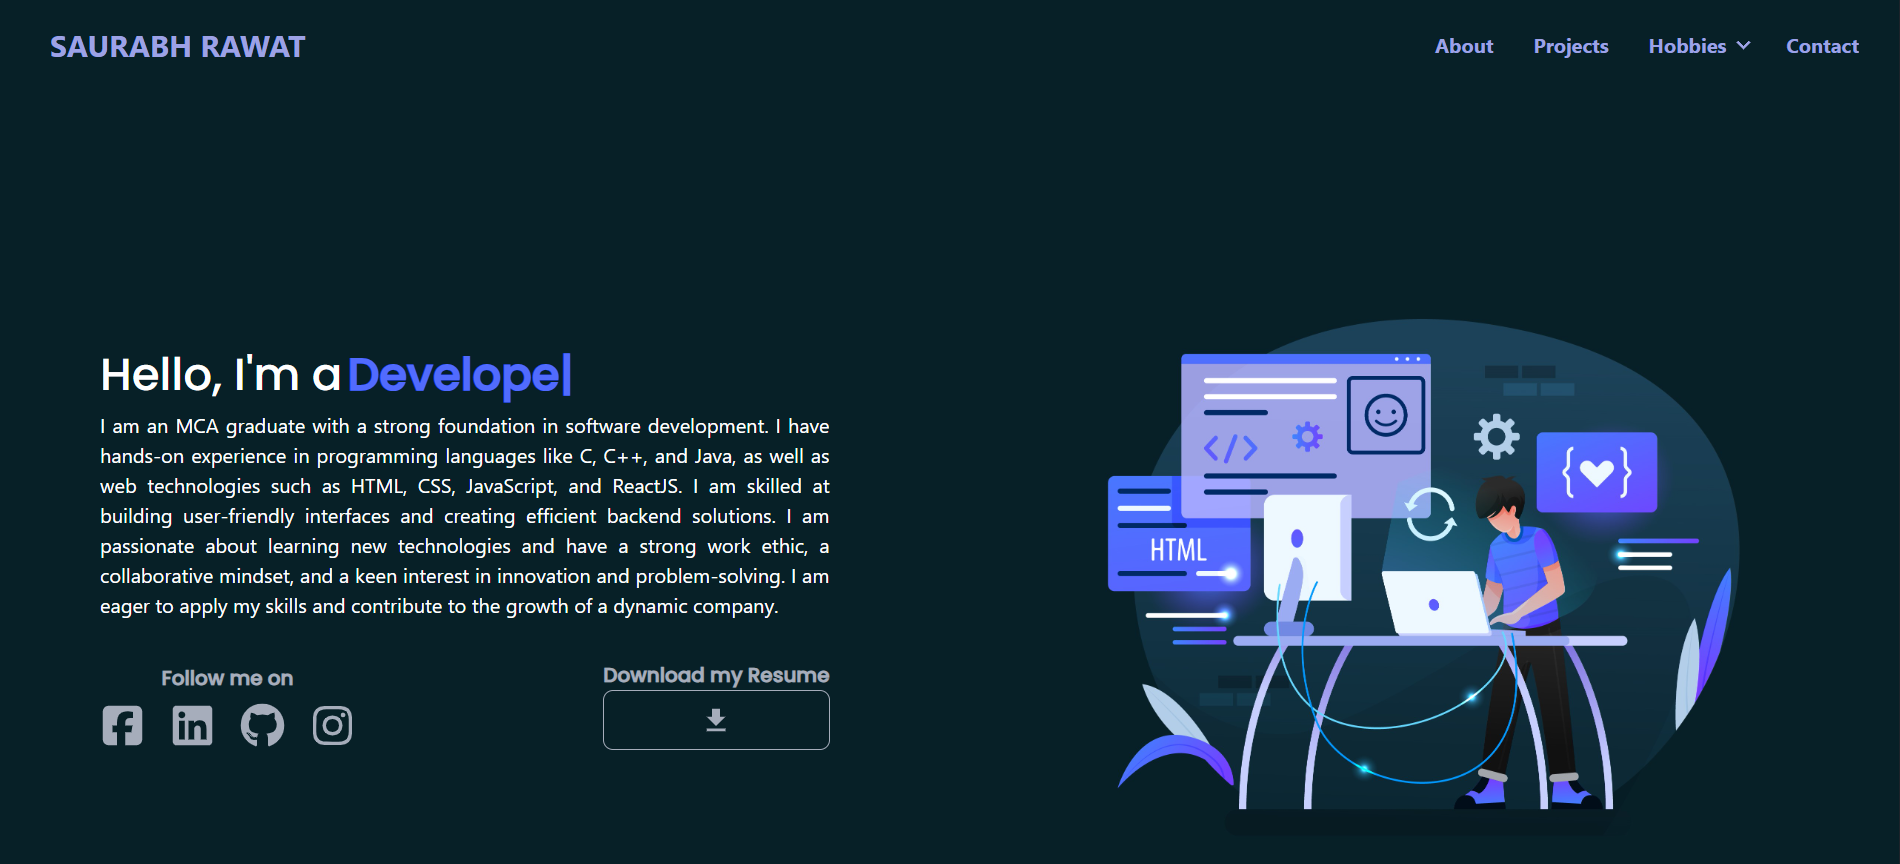 SAURABH RAWAT
About Projects Hobbies Contact
Hello, I'm a Develope|
I am an MCA graduate with a strong foundation in software development. I have
hands-on experience in programming languages like C, C++, and Java, as well as
web technologies such as HTML, CSS, JavaScript, and ReactJS. I am skilled at
building user-friendly interfaces and creating efficient backend solutions. I am
passionate about learning new technologies and have a strong work ethic, a
collaborative mindset, and a keen interest in innovation and problem-solving. I am
eager to apply my skills and contribute to the growth of a dynamic company.
Follow me on
Download my Resume
</>
{ }
HTML